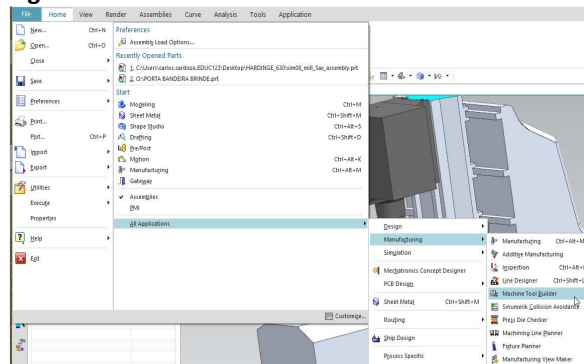 File Home View Render Assemblies Curve Analysis Tools Application
New... Ctrl+N
Open... Ctrl+O
Close
Save
Preferences
Print...
Plot... Ctrl+P
Import
Export
Utilities
Execute
Properties
Help
Exit
Preferences
Assembly Load Options...
Recently Opened Parts
1. C:\Users\carlos.cardozo.EDUC123\Desktop\HARDINGE_630\sim08_mill_5ax_assembly.prt
2. O:\PORTA BANDEIRA BRINDE.prt
Start
Modeling Ctrl+M
Sheet Metal Ctrl+Shift+M
Shape Studio Ctrl+Alt+S
Drafting Ctrl+Shift+D
Pre/Post
Motion Ctrl+Alt+K
Manufacturing Ctrl+Alt+M
Gateway
Assemblies
PMI
All Applications
Customize...
Design
Manufacturing
Simulation
Mechatronics Concept Designer
PCB Design
Sheet Metal Ctrl+Shift+M
Routing
Ship Design
Process Specific
Manufacturing Ctrl+Alt+M
Additive Manufacturing
Inspection Ctrl+Alt+
Line Designer Ctrl+Shift+L
Machine Tool Builder
Sinumerik Collision Avoidance
Press Die Checker
Machining Line Planner
Fixture Planner
Manufacturing View Maker